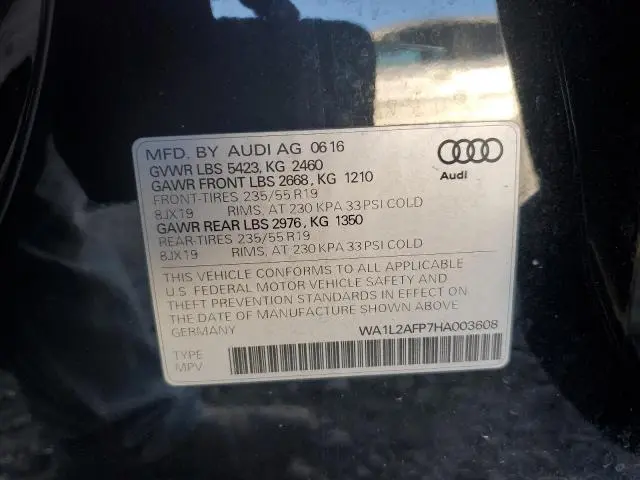 MFD. BY AUDI AG 06 16
GVWR LBS 5423, KG 2460
GAWR FRONT LBS 2668, KG 1210
FRONT-TIRES 235/55 R19
8JX19 RIMS, AT 230 KPA 33 PSI COLD
GAWR REAR LBS 2976, KG 1350
REAR-TIRES 235/55 R19
8JX19 RIMS, AT 230 KPA 33 PSI COLD
Audi
THIS VEHICLE CONFORMS TO ALL APPLICABLE
U.S. FEDERAL MOTOR VEHICLE SAFETY AND
THEFT PREVENTION STANDARDS IN EFFECT ON
THE DATE OF MANUFACTURE SHOWN ABOVE
GERMANY WA1L2AFP7HA003608
TYPE
MPV